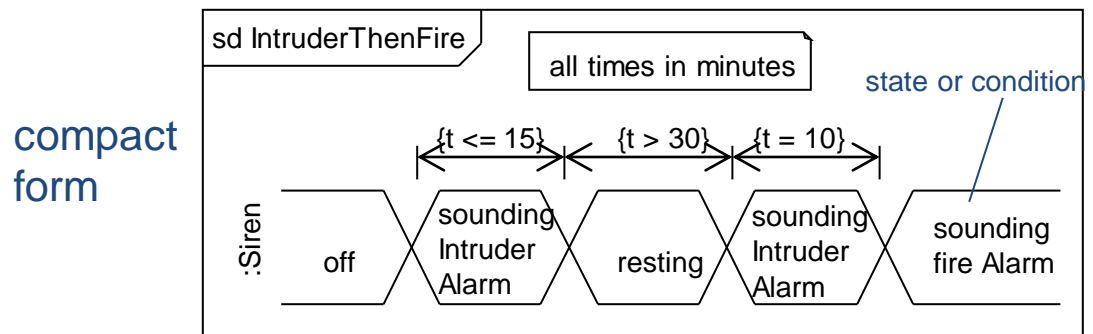 sd IntruderThenFire
all times in minutes
state or condition
compact
form
{t <= 15}
{t > 30}
{t = 10}
:Siren
off
sounding
Intruder
Alarm
resting
sounding
Intruder
Alarm
sounding
fire Alarm